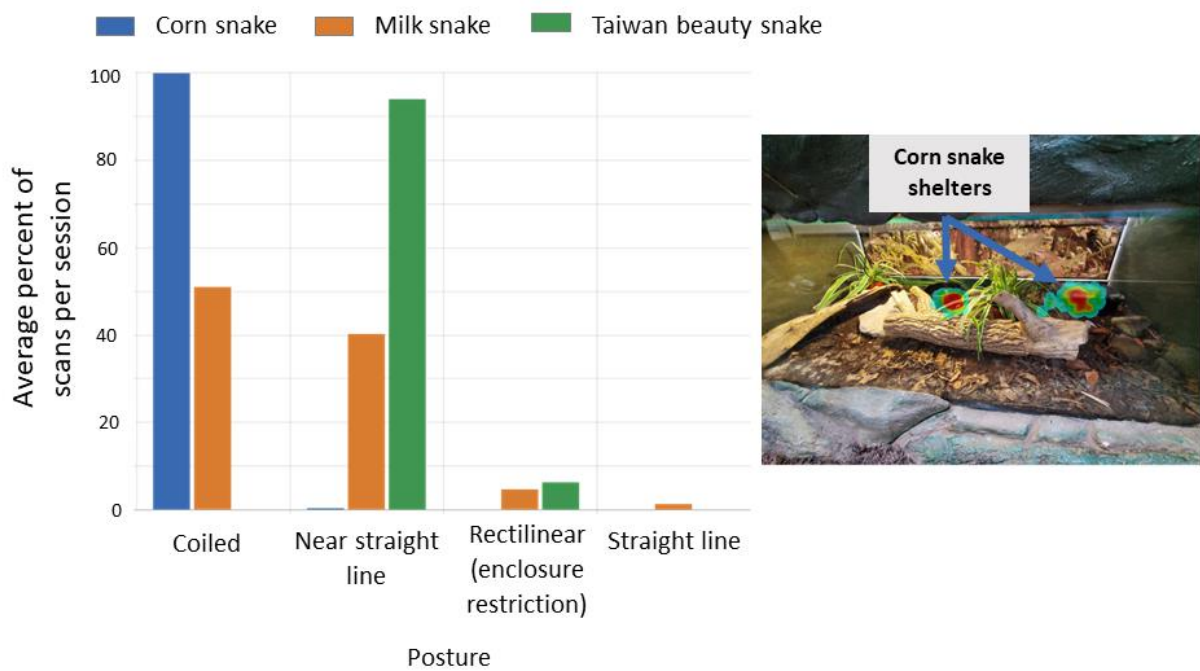 Corn snake Milk snake Taiwan beauty snake
Average percent of
scans per session
100
80
60
40
20
0
Coiled
Near straight
line
Rectilinear
(enclosure
restriction)
Straight line
Posture
Corn snake
shelters